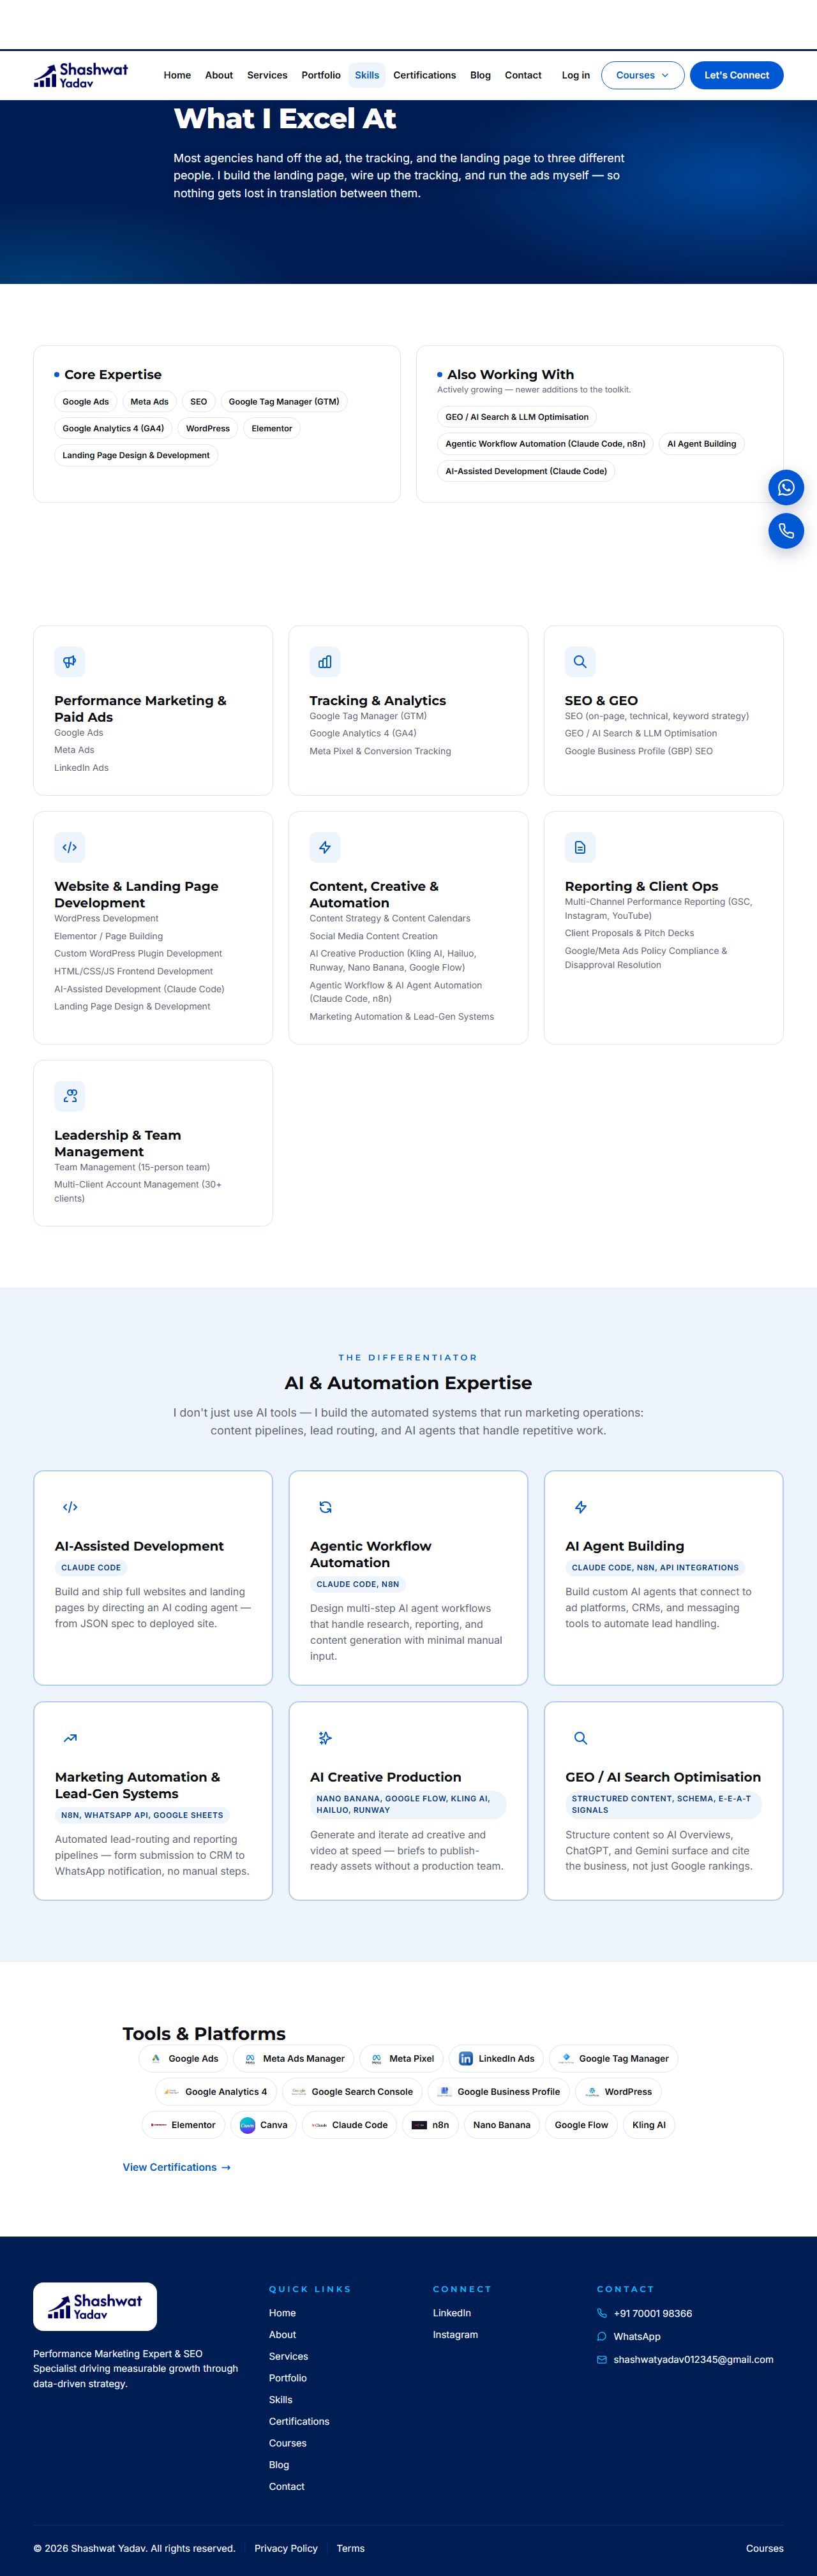 Shashwat
Yadav
Home About Services Portfolio Skills Certifications Blog Contact Log in Courses Let's Connect
What I Excel At
Most agencies hand off the ad, the tracking, and the landing page to three different
people. I build the landing page, wire up the tracking, and run the ads myself — so
nothing gets lost in translation between them.
Core Expertise
Google Ads Meta Ads SEO Google Tag Manager (GTM)
Google Analytics 4 (GA4) WordPress Elementor
Landing Page Design & Development
Also Working With
Actively growing — newer additions to the toolkit.
GEO / AI Search & LLM Optimisation
Agentic Workflow Automation (Claude Code, n8n) AI Agent Building
AI-Assisted Development (Claude Code)
Performance Marketing &
Paid Ads
Google Ads
Meta Ads
LinkedIn Ads
Tracking & Analytics
Google Tag Manager (GTM)
Google Analytics 4 (GA4)
Meta Pixel & Conversion Tracking
SEO & GEO
SEO (on-page, technical, keyword strategy)
GEO / AI Search & LLM Optimisation
Google Business Profile (GBP) SEO
Website & Landing Page
Development
WordPress Development
Elementor / Page Building
Custom WordPress Plugin Development
HTML/CSS/JS Frontend Development
AI-Assisted Development (Claude Code)
Landing Page Design & Development
Content, Creative &
Automation
Content Strategy & Content Calendars
Social Media Content Creation
AI Creative Production (Kling AI, Hailuo,
Runway, Nano Banana, Google Flow)
Agentic Workflow & AI Agent Automation
(Claude Code, n8n)
Marketing Automation & Lead-Gen Systems
Reporting & Client Ops
Multi-Channel Performance Reporting (GSC,
Instagram, YouTube)
Client Proposals & Pitch Decks
Google/Meta Ads Policy Compliance &
Disapproval Resolution
Leadership & Team
Management
Team Management (15-person team)
Multi-Client Account Management (30+
clients)
THE DIFFERENTIATOR
AI & Automation Expertise
I don't just use AI tools — I build the automated systems that run marketing operations:
content pipelines, lead routing, and AI agents that handle repetitive work.
AI-Assisted Development
CLAUDE CODE
Build and ship full websites and landing
pages by directing an AI coding agent —
from JSON spec to deployed site.
Agentic Workflow
Automation
CLAUDE CODE, N8N
Design multi-step AI agent workflows
that handle research, reporting, and
content generation with minimal manual
input.
AI Agent Building
CLAUDE CODE, N8N, API INTEGRATIONS
Build custom AI agents that connect to
ad platforms, CRMs, and messaging
tools to automate lead handling.
Marketing Automation &
Lead-Gen Systems
N8N, WHATSAPP API, GOOGLE SHEETS
Automated lead-routing and reporting
pipelines — form submission to CRM to
WhatsApp notification, no manual steps.
AI Creative Production
NANO BANANA, GOOGLE FLOW, KLING AI,
HAILUO, RUNWAY
Generate and iterate ad creative and
video at speed — briefs to publish-
ready assets without a production team.
GEO / AI Search Optimisation
STRUCTURED CONTENT, SCHEMA, E-E-A-T
SIGNALS
Structure content so AI Overviews,
ChatGPT, and Gemini surface and cite
the business, not just Google rankings.
Tools & Platforms
Google Ads Meta Ads Manager Meta Pixel LinkedIn Ads Google Tag Manager
Google Analytics 4 Google Search Console Google Business Profile WordPress
Elementor Canva Claude Code n8n Nano Banana Google Flow Kling AI
View Certifications →
Shashwat
Yadav
Performance Marketing Expert & SEO
Specialist driving measurable growth through
data-driven strategy.
QUICK LINKS
Home
About
Services
Portfolio
Skills
Certifications
Courses
Blog
Contact
CONNECT
LinkedIn
Instagram
CONTACT
+91 70001 98366
WhatsApp
shashwatyadav012345@gmail.com
© 2026 Shashwat Yadav. All rights reserved. Privacy Policy Terms Courses